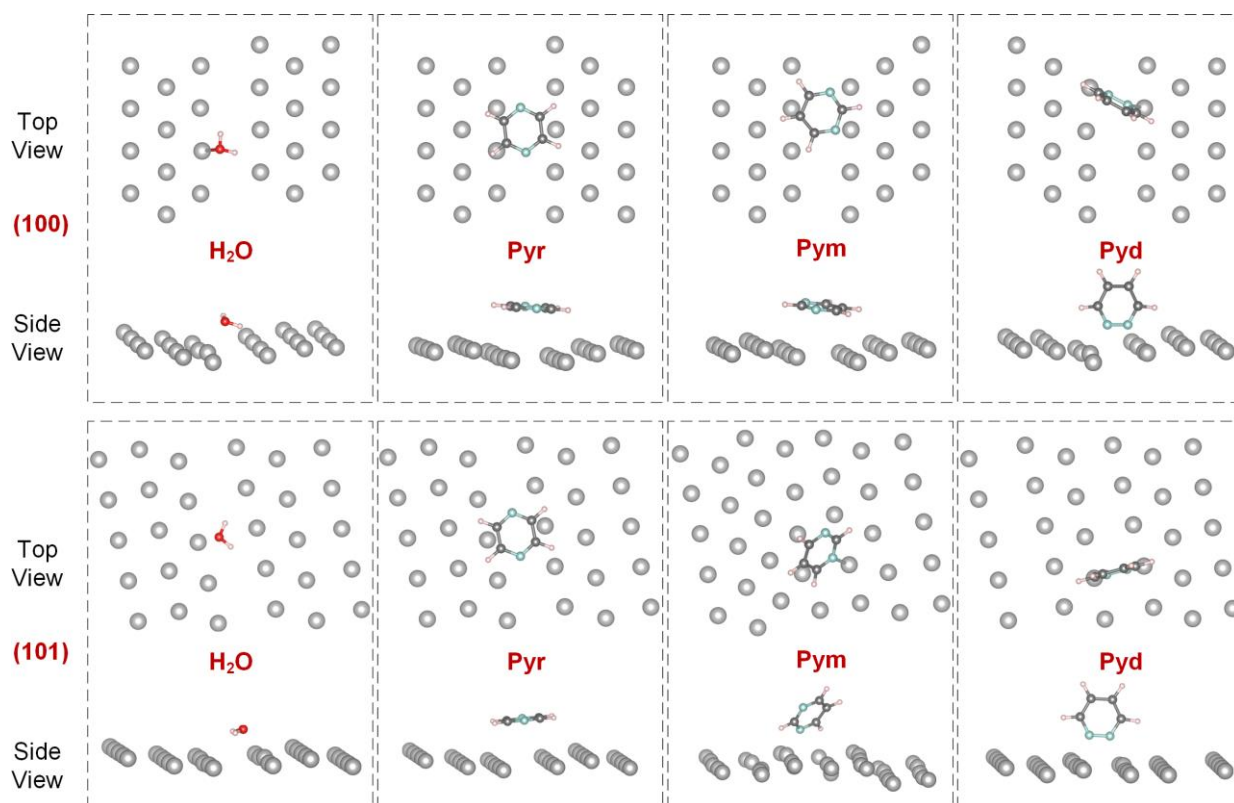 Top
View
(100)
H₂O
Pyr
Pym
Pyd
Side
View
Top
View
(101)
H₂O
Pyr
Pym
Pyd
Side
View